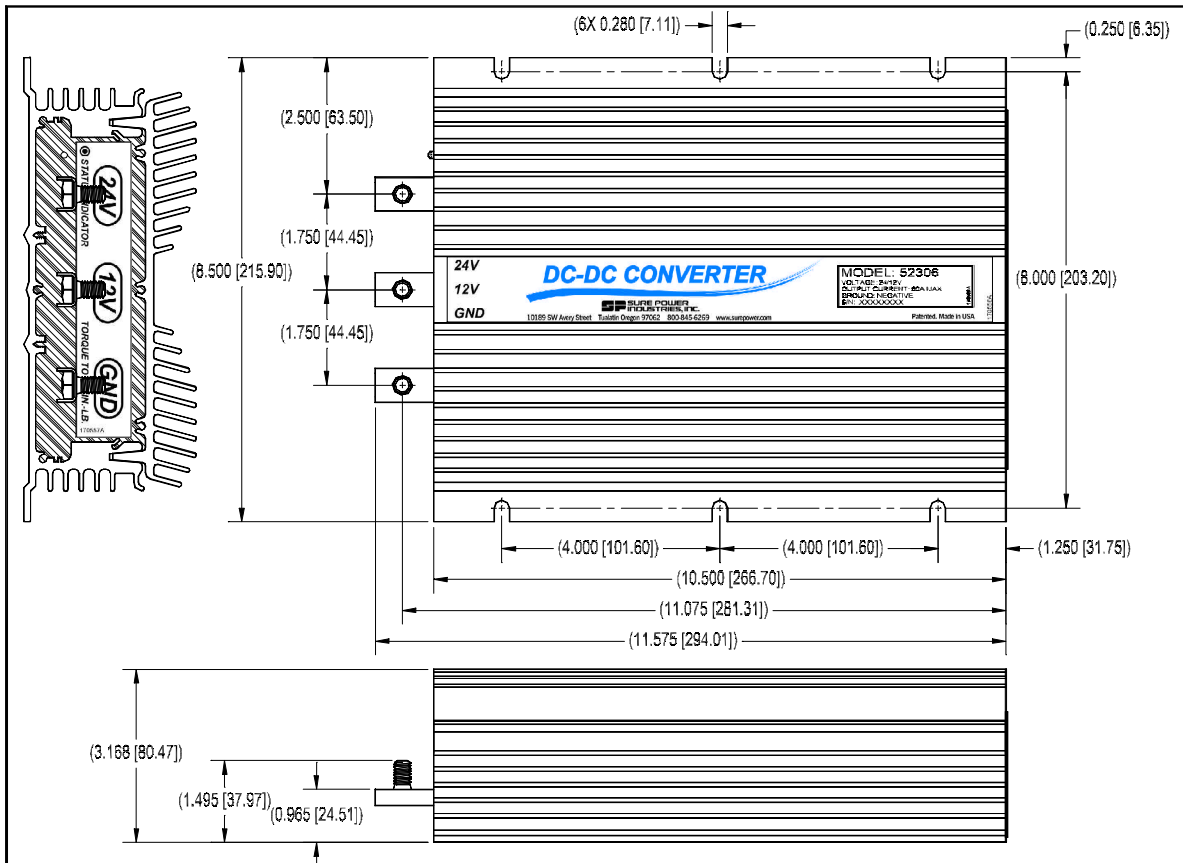 (6X 0.280 [7.11])
(0.250 [6.35])
(2.500 [63.50])
(1.750 [44.45])
(8.500 [215.90])
(1.750 [44.45])
(8.000 [203.20])
STATUS INDICATOR
24V
12V
GND
TORQUE TO IN.-LB.
24V
12V
GND
DC-DC CONVERTER
SP SURE POWER
INDUSTRIES, INC.
10189 SW Avery Street Tualatin Oregon 97062 800-845-6269 www.surepower.com
MODEL: 52306
VOLTAGE: 24/12V
OUTPUT CURRENT: 60A MAX
GROUND: NEGATIVE
S/N: XXXXXXXX
Patented. Made in USA
(4.000 [101.60])
(4.000 [101.60])
(1.250 [31.75])
(10.500 [266.70])
(11.075 [281.31])
(11.575 [294.01])
(3.168 [80.47])
(1.495 [37.97])
(0.965 [24.51])